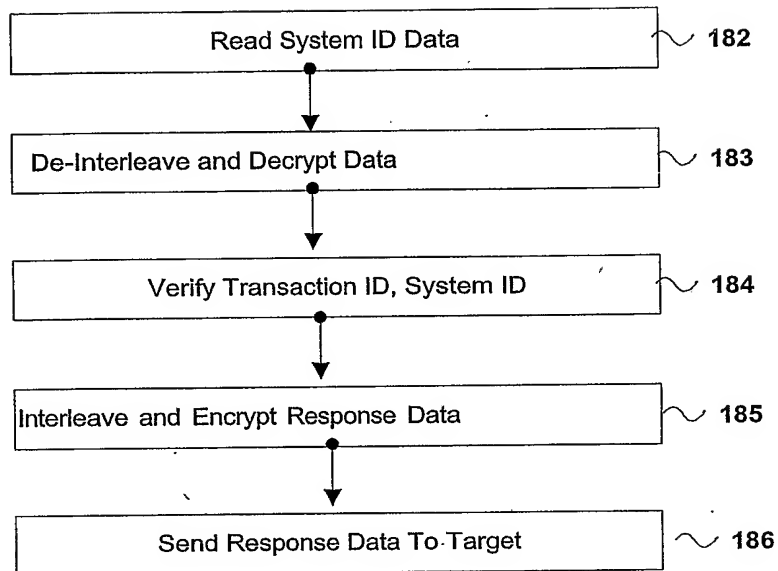 Read System ID Data 182
De-Interleave and Decrypt Data 183
Verify Transaction ID, System ID 184
Interleave and Encrypt Response Data 185
Send Response Data To Target 186